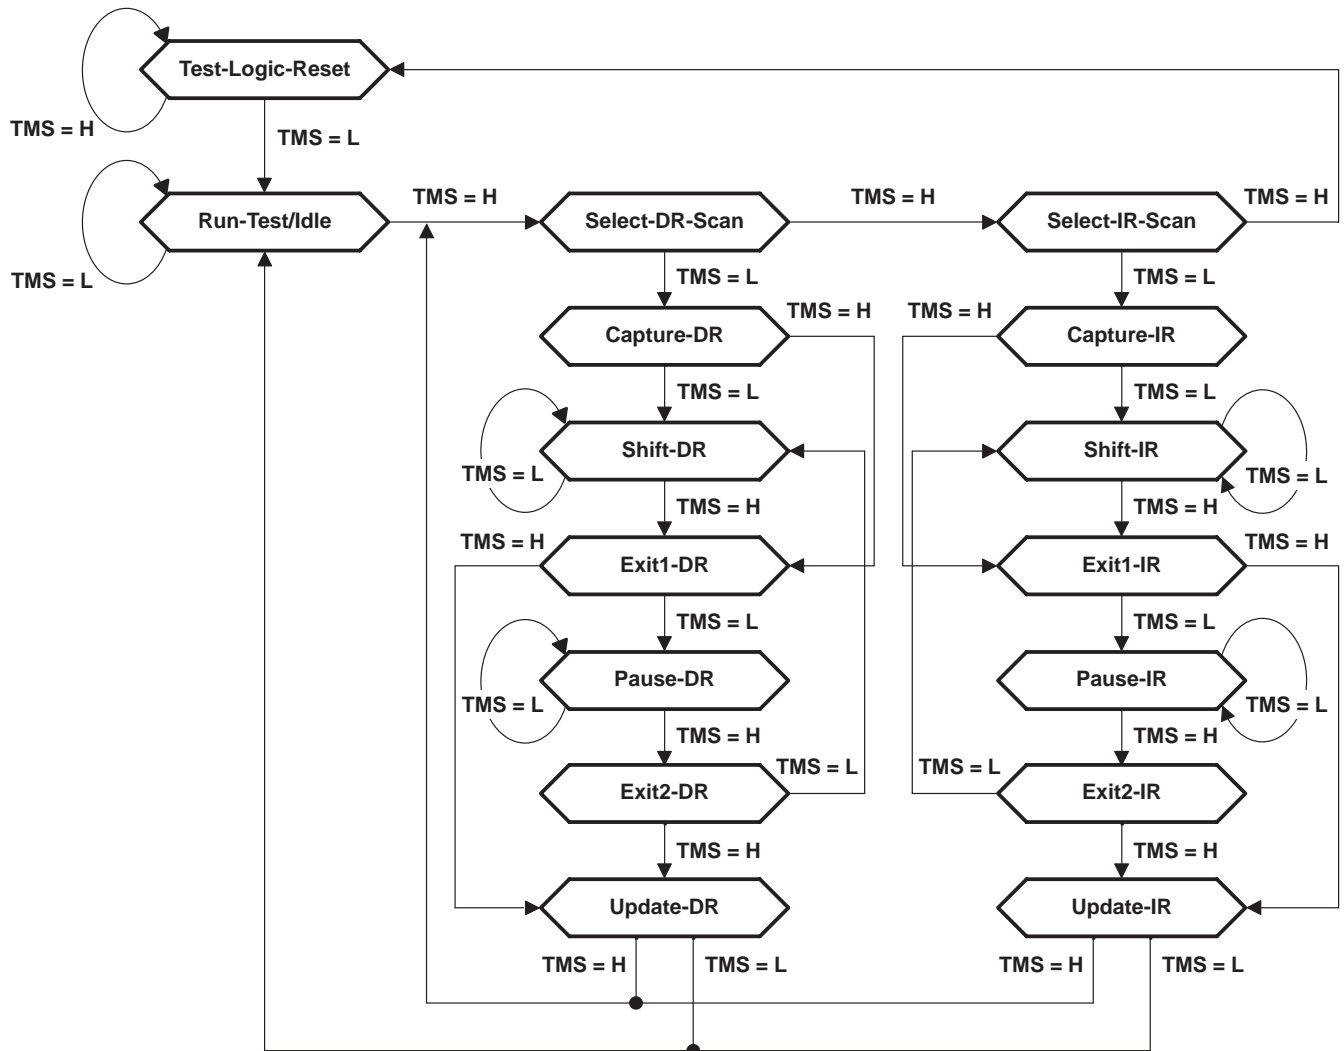 Test-Logic-Reset
TMS = H
TMS = L
TMS = H
TMS = H
TMS = H
Run-Test/Idle
Select-DR-Scan
Select-IR-Scan
TMS = L
TMS = L
TMS = L
TMS = H
TMS = H
Capture-DR
Capture-IR
TMS = L
TMS = L
Shift-DR
Shift-IR
TMS = L
TMS = L
TMS = H
TMS = H
TMS = H
TMS = H
Exit1-DR
Exit1-IR
TMS = L
TMS = L
Pause-DR
Pause-IR
TMS = L
TMS = L
TMS = H
TMS = H
TMS = L
TMS = L
Exit2-DR
Exit2-IR
TMS = H
TMS = H
Update-DR
Update-IR
TMS = H
TMS = L
TMS = H
TMS = L